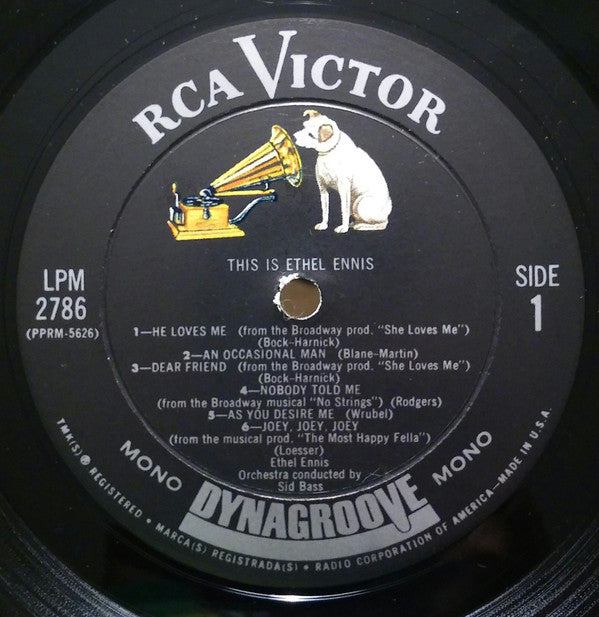 RCA VICTOR
THIS IS ETHEL ENNIS
LPM
2786
(PPRM-5626)
SIDE
1
1—HE LOVES ME (from the Broadway prod. "She Loves Me")
(Bock-Harnick)
2—AN OCCASIONAL MAN (Blane-Martin)
3—DEAR FRIEND (from the Broadway prod. "She Loves Me")
(Bock-Harnick)
4—NOBODY TOLD ME
(from the Broadway musical "No Strings") (Rodgers)
5—AS YOU DESIRE ME (Wrubel)
6—JOEY, JOEY, JOEY
(from the musical prod. "The Most Happy Fella")
(Loesser)
Ethel Ennis
Orchestra conducted by
Sid Bass
MONO DYNAGROOVE MONO
TMK(S) ® REGISTERED • MARCA(S) REGISTRADA(S) • RADIO CORPORATION OF AMERICA—MADE IN U.S.A.